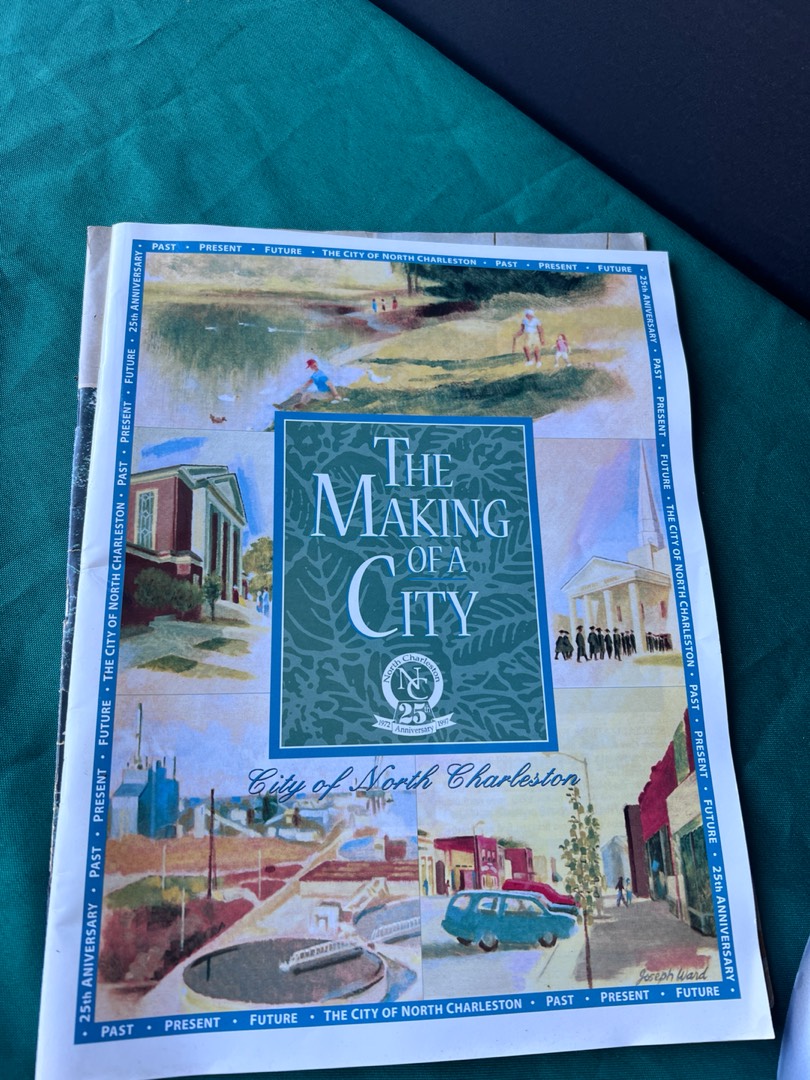 PAST • PRESENT • FUTURE • THE CITY OF NORTH CHARLESTON • PAST • PRESENT • FUTURE •
25th ANNIVERSARY • PAST • PRESENT • FUTURE • THE CITY OF NORTH CHARLESTON • PAST • PRESENT • FUTURE • 25th ANNIVERSARY •
25th ANNIVERSARY • PAST • PRESENT • FUTURE • THE CITY OF NORTH CHARLESTON • PAST • PRESENT • FUTURE • 25th ANNIVERSARY
THE
MAKING
OF A
CITY
North Charleston
NC
25th
1972 Anniversary 1997
City of North Charleston
Joseph Ward
• PAST • PRESENT • FUTURE • THE CITY OF NORTH CHARLESTON • PAST • PRESENT • FUTURE •